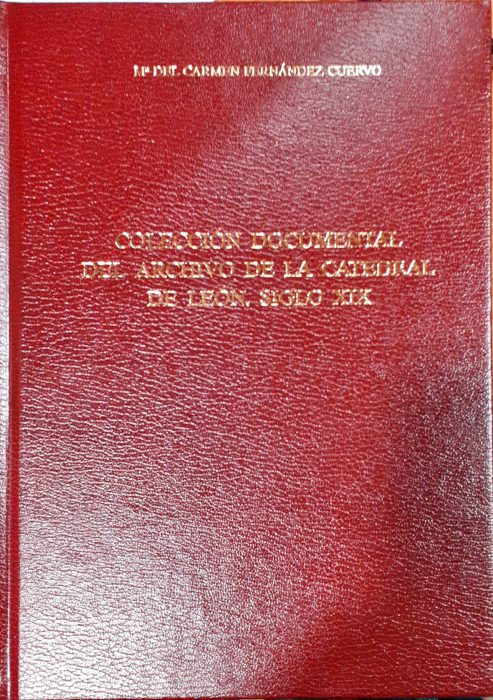 Mª DEL CARMEN FERNÁNDEZ CUERVO
COLECCIÓN DOCUMENTAL
DEL ARCHIVO DE LA CATEDRAL
DE LEÓN. SIGLO XIX